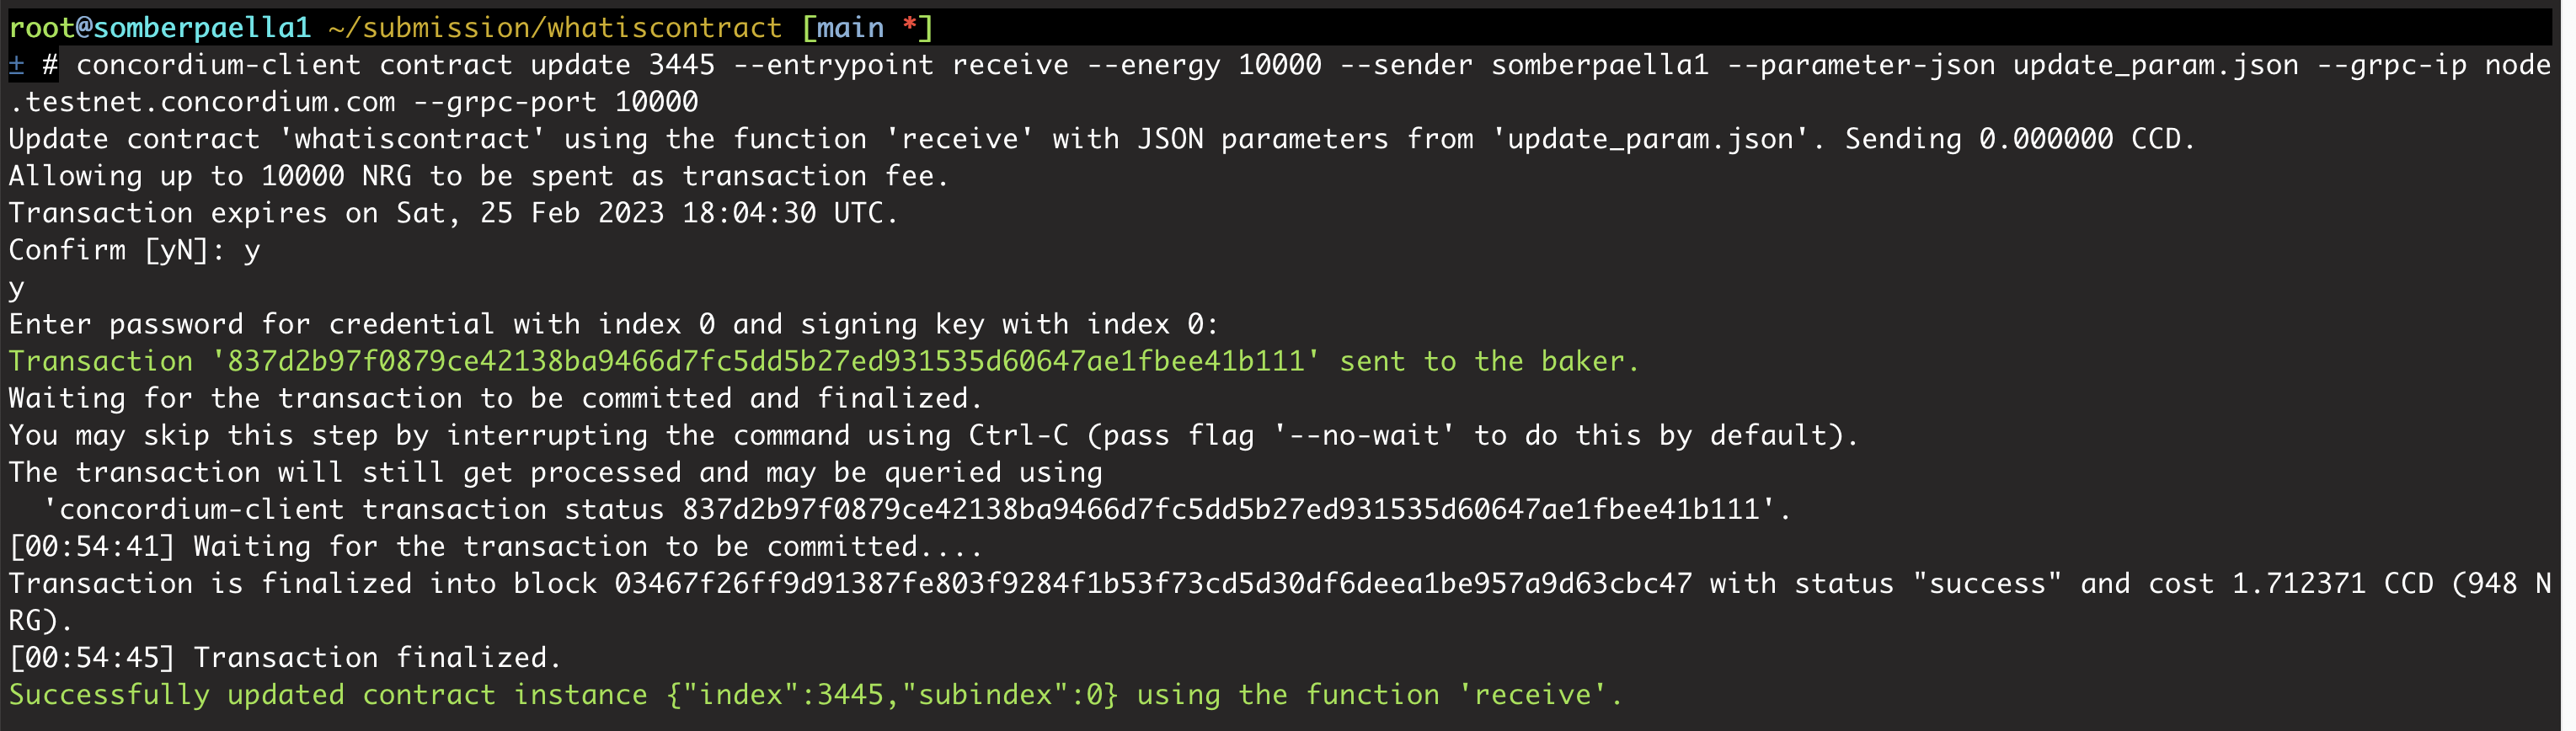 root@somberpaella1 ~/submission/whatiscontract [main *]
± # concordium-client contract update 3445 --entrypoint receive --energy 10000 --sender somberpaella1 --parameter-json update_param.json --grpc-ip node
.testnet.concordium.com --grpc-port 10000
Update contract 'whatiscontract' using the function 'receive' with JSON parameters from 'update_param.json'. Sending 0.000000 CCD.
Allowing up to 10000 NRG to be spent as transaction fee.
Transaction expires on Sat, 25 Feb 2023 18:04:30 UTC.
Confirm [yN]: y
y
Enter password for credential with index 0 and signing key with index 0:
Transaction '837d2b97f0879ce42138ba9466d7fc5dd5b27ed931535d60647ae1fbee41b111' sent to the baker.
Waiting for the transaction to be committed and finalized.
You may skip this step by interrupting the command using Ctrl-C (pass flag '--no-wait' to do this by default).
The transaction will still get processed and may be queried using
  'concordium-client transaction status 837d2b97f0879ce42138ba9466d7fc5dd5b27ed931535d60647ae1fbee41b111'.
[00:54:41] Waiting for the transaction to be committed....
Transaction is finalized into block 03467f26ff9d91387fe803f9284f1b53f73cd5d30df6deea1be957a9d63cbc47 with status "success" and cost 1.712371 CCD (948 N
RG).
[00:54:45] Transaction finalized.
Successfully updated contract instance {"index":3445,"subindex":0} using the function 'receive'.